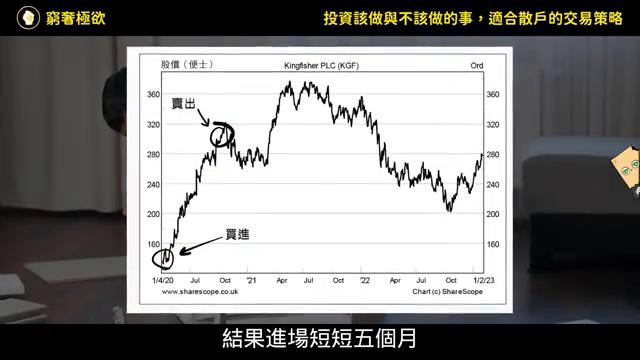 窮奢極欲
投資該做與不該做的事，適合散戶的交易策略
股價（便士） Kingfisher PLC (KGF) Ord
賣出
360 360
320 320
280 280
240 240
200 200
160 160
買進
1/4/20 Jul Oct '21 Apr Jul Oct '22 Apr Jul Oct 1/2/23
www.sharescope.co.uk Chart (c) ShareScope
結果進場短短五個月